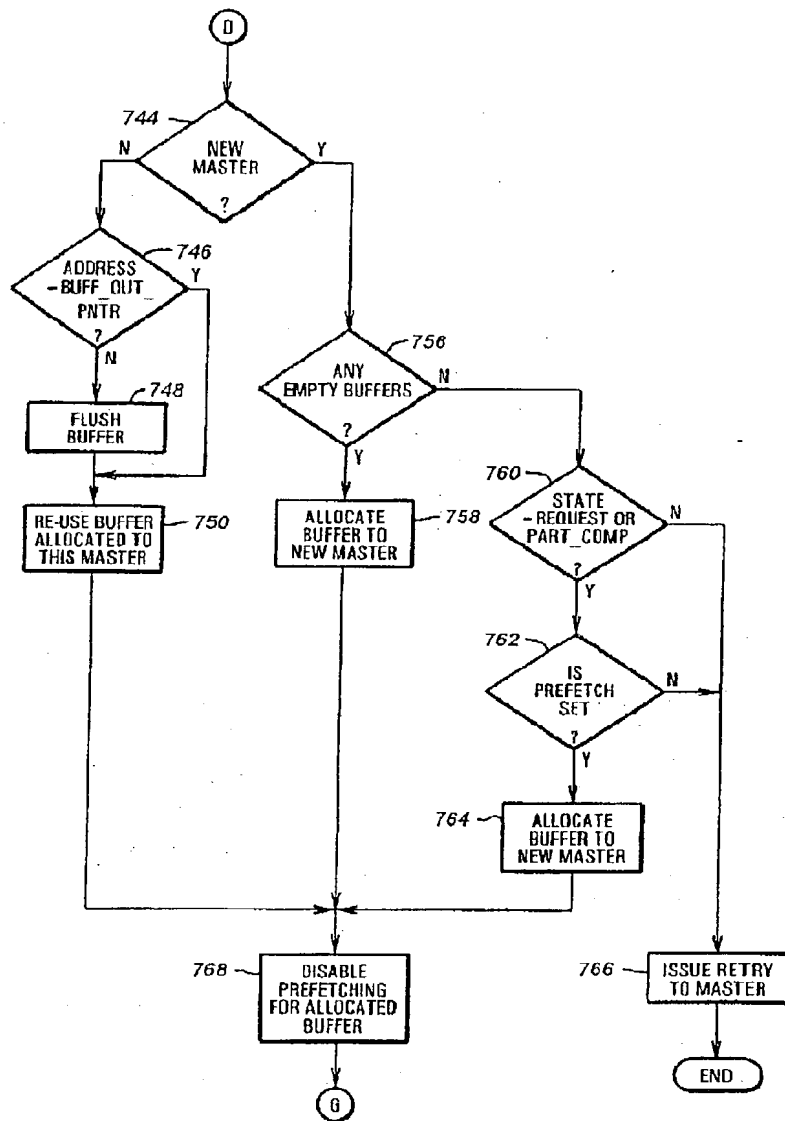 D
744
NEW
MASTER
?
N
Y
746
ADDRESS
-BUFF_OUT_
PNTR
?
Y
N
748
FLUSH
BUFFER
RE-USE BUFFER
ALLOCATED TO
THIS MASTER
750
756
ANY
EMPTY BUFFERS
?
N
Y
ALLOCATE
BUFFER TO
NEW MASTER
758
760
STATE
-REQUEST OR
PART_COMP
?
N
Y
762
IS
PREFETCH
SET
?
N
Y
764
ALLOCATE
BUFFER TO
NEW MASTER
768
DISABLE
PREFETCHING
FOR ALLOCATED
BUFFER
766
ISSUE RETRY
TO MASTER
G
END